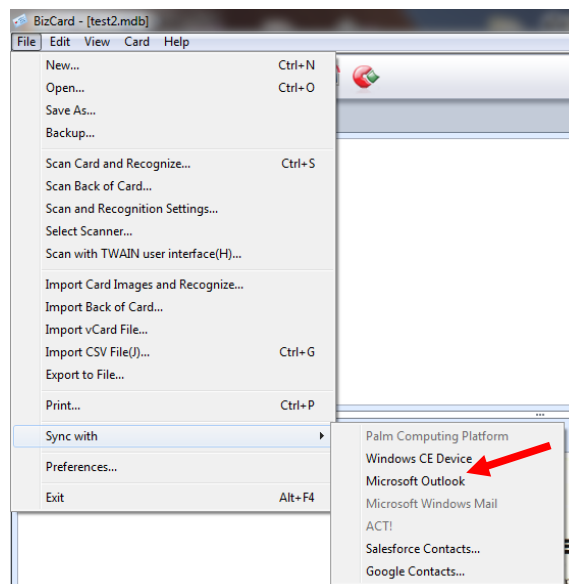 BizCard - [test2.mdb]
File Edit View Card Help
New... Ctrl+N
Open... Ctrl+O
Save As...
Backup...
Scan Card and Recognize... Ctrl+S
Scan Back of Card...
Scan and Recognition Settings...
Select Scanner...
Scan with TWAIN user interface(H)...
Import Card Images and Recognize...
Import Back of Card...
Import vCard File...
Import CSV File(J)... Ctrl+G
Export to File...
Print... Ctrl+P
Sync with
Palm Computing Platform
Windows CE Device
Preferences...
Microsoft Outlook
Exit Alt+F4
Microsoft Windows Mail
ACT!
Salesforce Contacts...
Google Contacts...